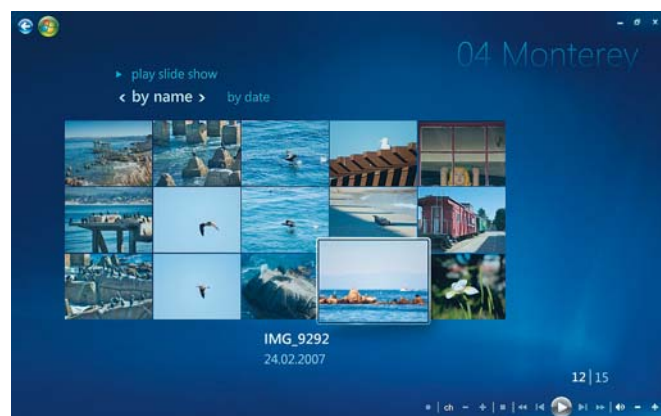 04 Monterey
play slide show
‹ by name ›
by date
IMG_9292
24.02.2007
12|15
ch